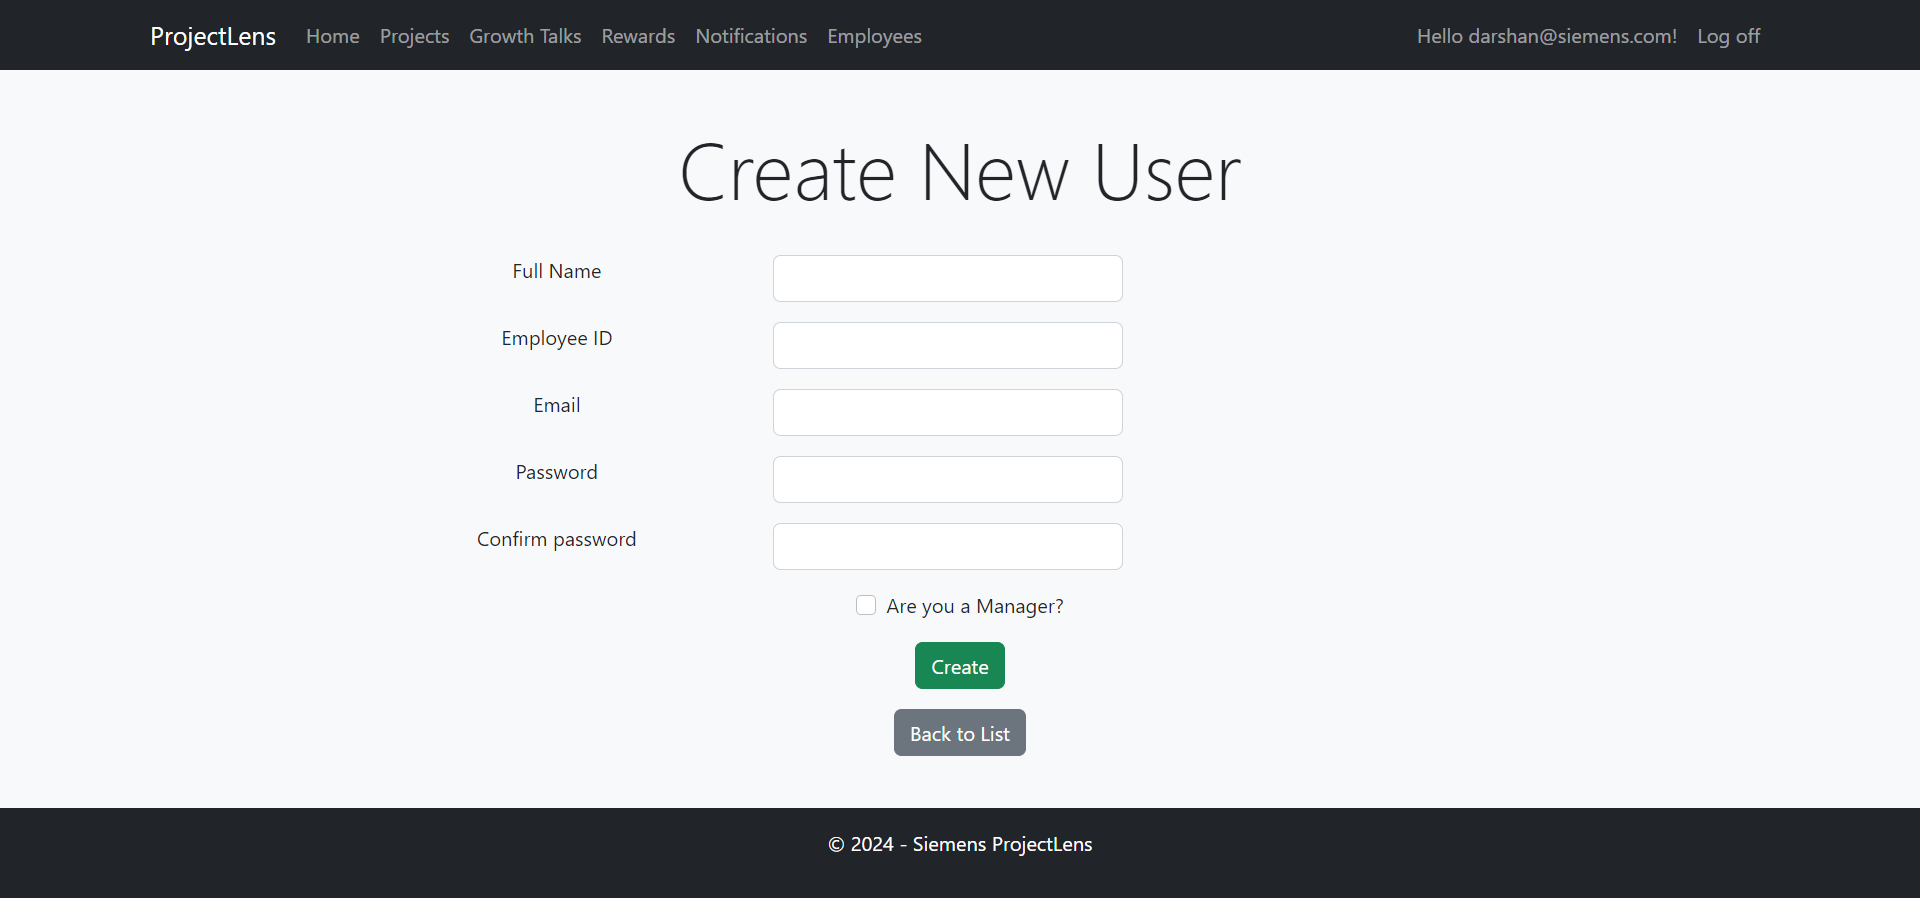 ProjectLens Home Projects Growth Talks Rewards Notifications Employees Hello darshan@siemens.com! Log off
Create New User
Full Name
Employee ID
Email
Password
Confirm password
Are you a Manager?
Create
Back to List
© 2024 - Siemens ProjectLens